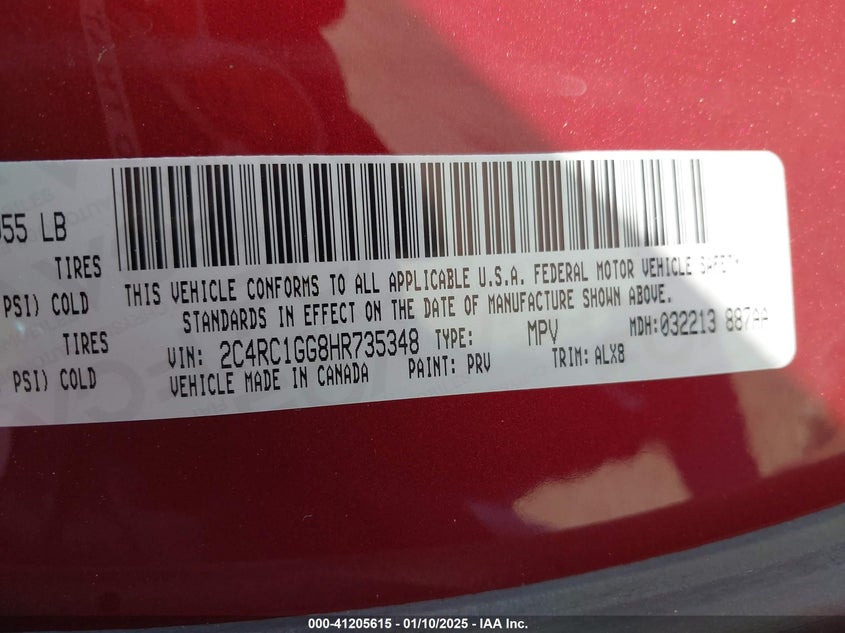 055 LB
TIRES
PSI) COLD
TIRES
PSI) COLD
THIS VEHICLE CONFORMS TO ALL APPLICABLE U.S.A. FEDERAL MOTOR VEHICLE SAFETY
STANDARDS IN EFFECT ON THE DATE OF MANUFACTURE SHOWN ABOVE.
VIN: 2C4RC1GG8HR735348 TYPE: MPV MDH:032213 887AA
VEHICLE MADE IN CANADA PAINT: PRV TRIM: ALX8
000-41205615 - 01/10/2025 - IAA Inc.